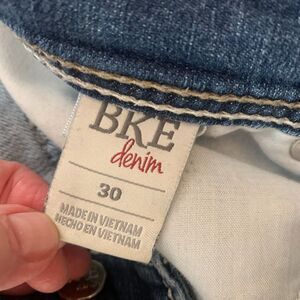 BKE
denim
30
MADE IN VIETNAM
HECHO EN VIETNAM